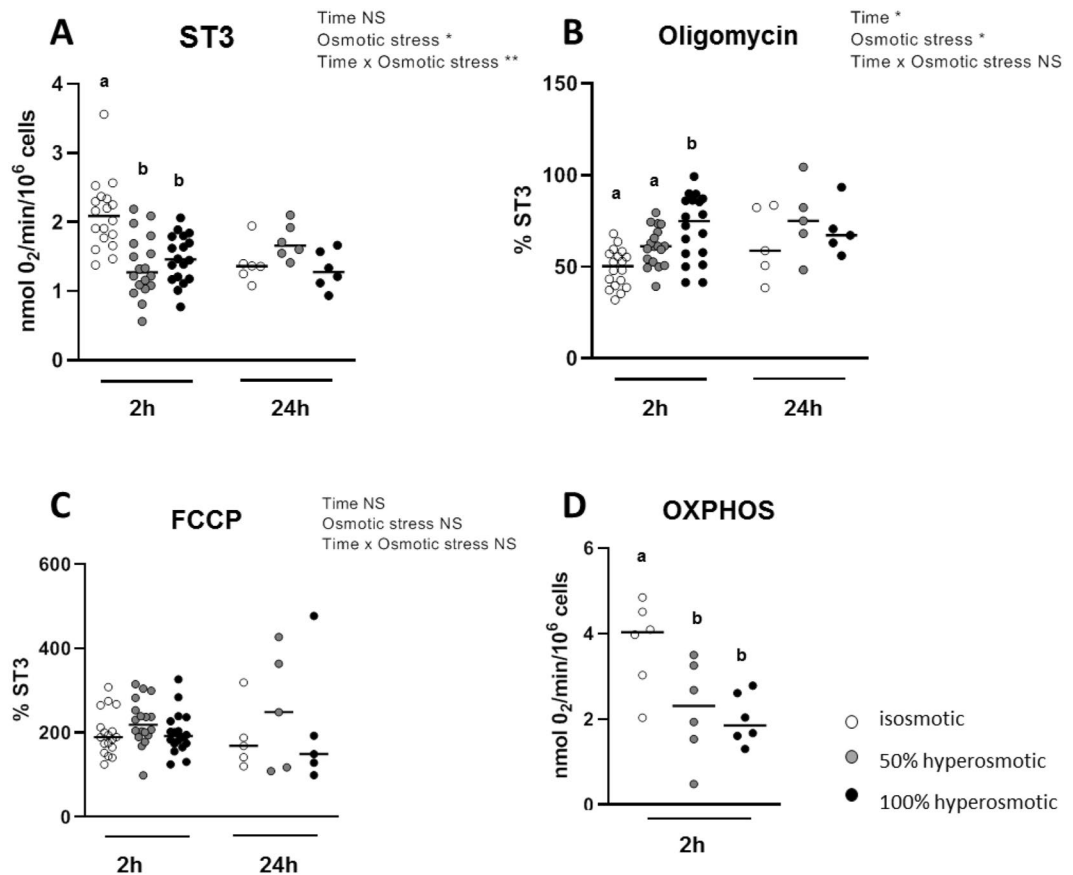 A
ST3
Time NS
Osmotic stress *
Time x Osmotic stress **
nmol 0₂/min/10⁶ cells
4
3
2
1
0
a
b
b
2h
24h
B
Oligomycin
Time *
Osmotic stress *
Time x Osmotic stress NS
% ST3
150
100
50
0
a
a
b
2h
24h
C
FCCP
Time NS
Osmotic stress NS
Time x Osmotic stress NS
% ST3
600
400
200
0
2h
24h
D
OXPHOS
nmol 0₂/min/10⁶ cells
6
4
2
0
a
b
b
2h
isosmotic
50% hyperosmotic
100% hyperosmotic